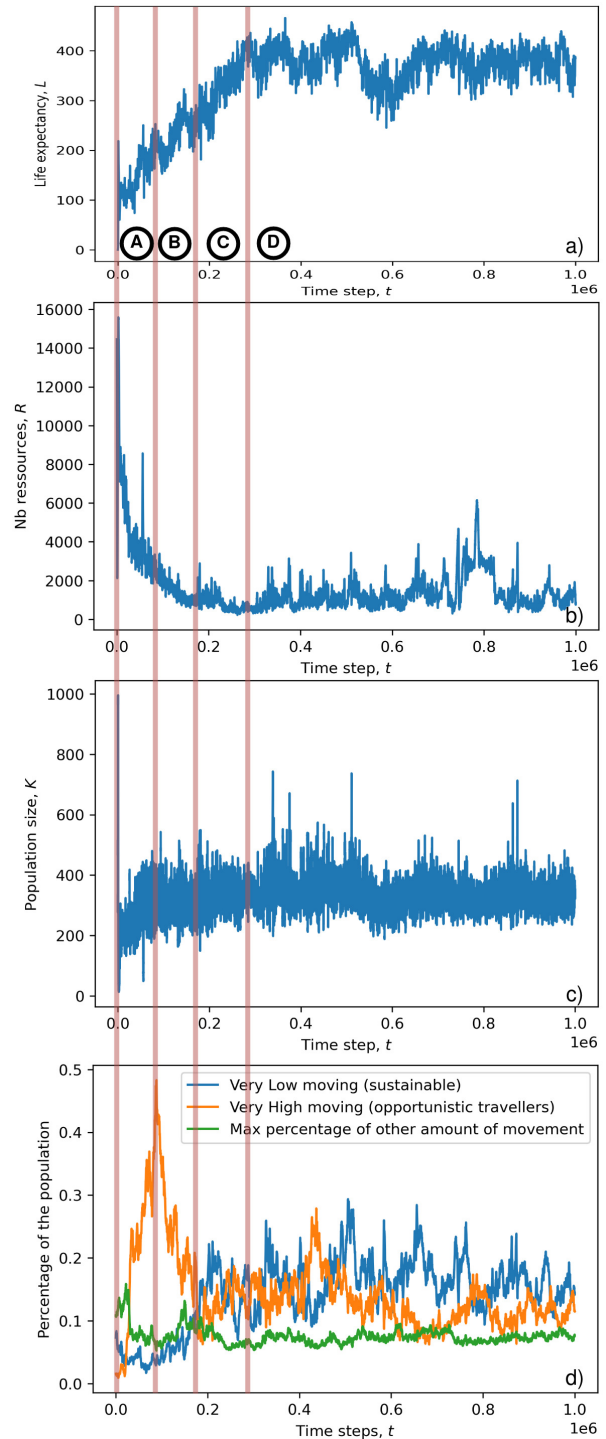 400
300
200
100
0
Life expectancy, L
A B C D
a)
0.0 0.2 0.4 0.6 0.8 1.0
Time step, t
1e6
16000
14000
12000
10000
8000
6000
4000
2000
0
Nb ressources, R
b)
0.0 0.2 0.4 0.6 0.8 1.0
Time step, t
1e6
1000
800
600
400
200
0
Population size, K
c)
0.0 0.2 0.4 0.6 0.8 1.0
Time step, t
1e6
0.5
0.4
0.3
0.2
0.1
0.0
Percentage of the population
Very Low moving (sustainable)
Very High moving (opportunistic travellers)
Max percentage of other amount of movement
d)
0.0 0.2 0.4 0.6 0.8 1.0
Time steps, t
1e6